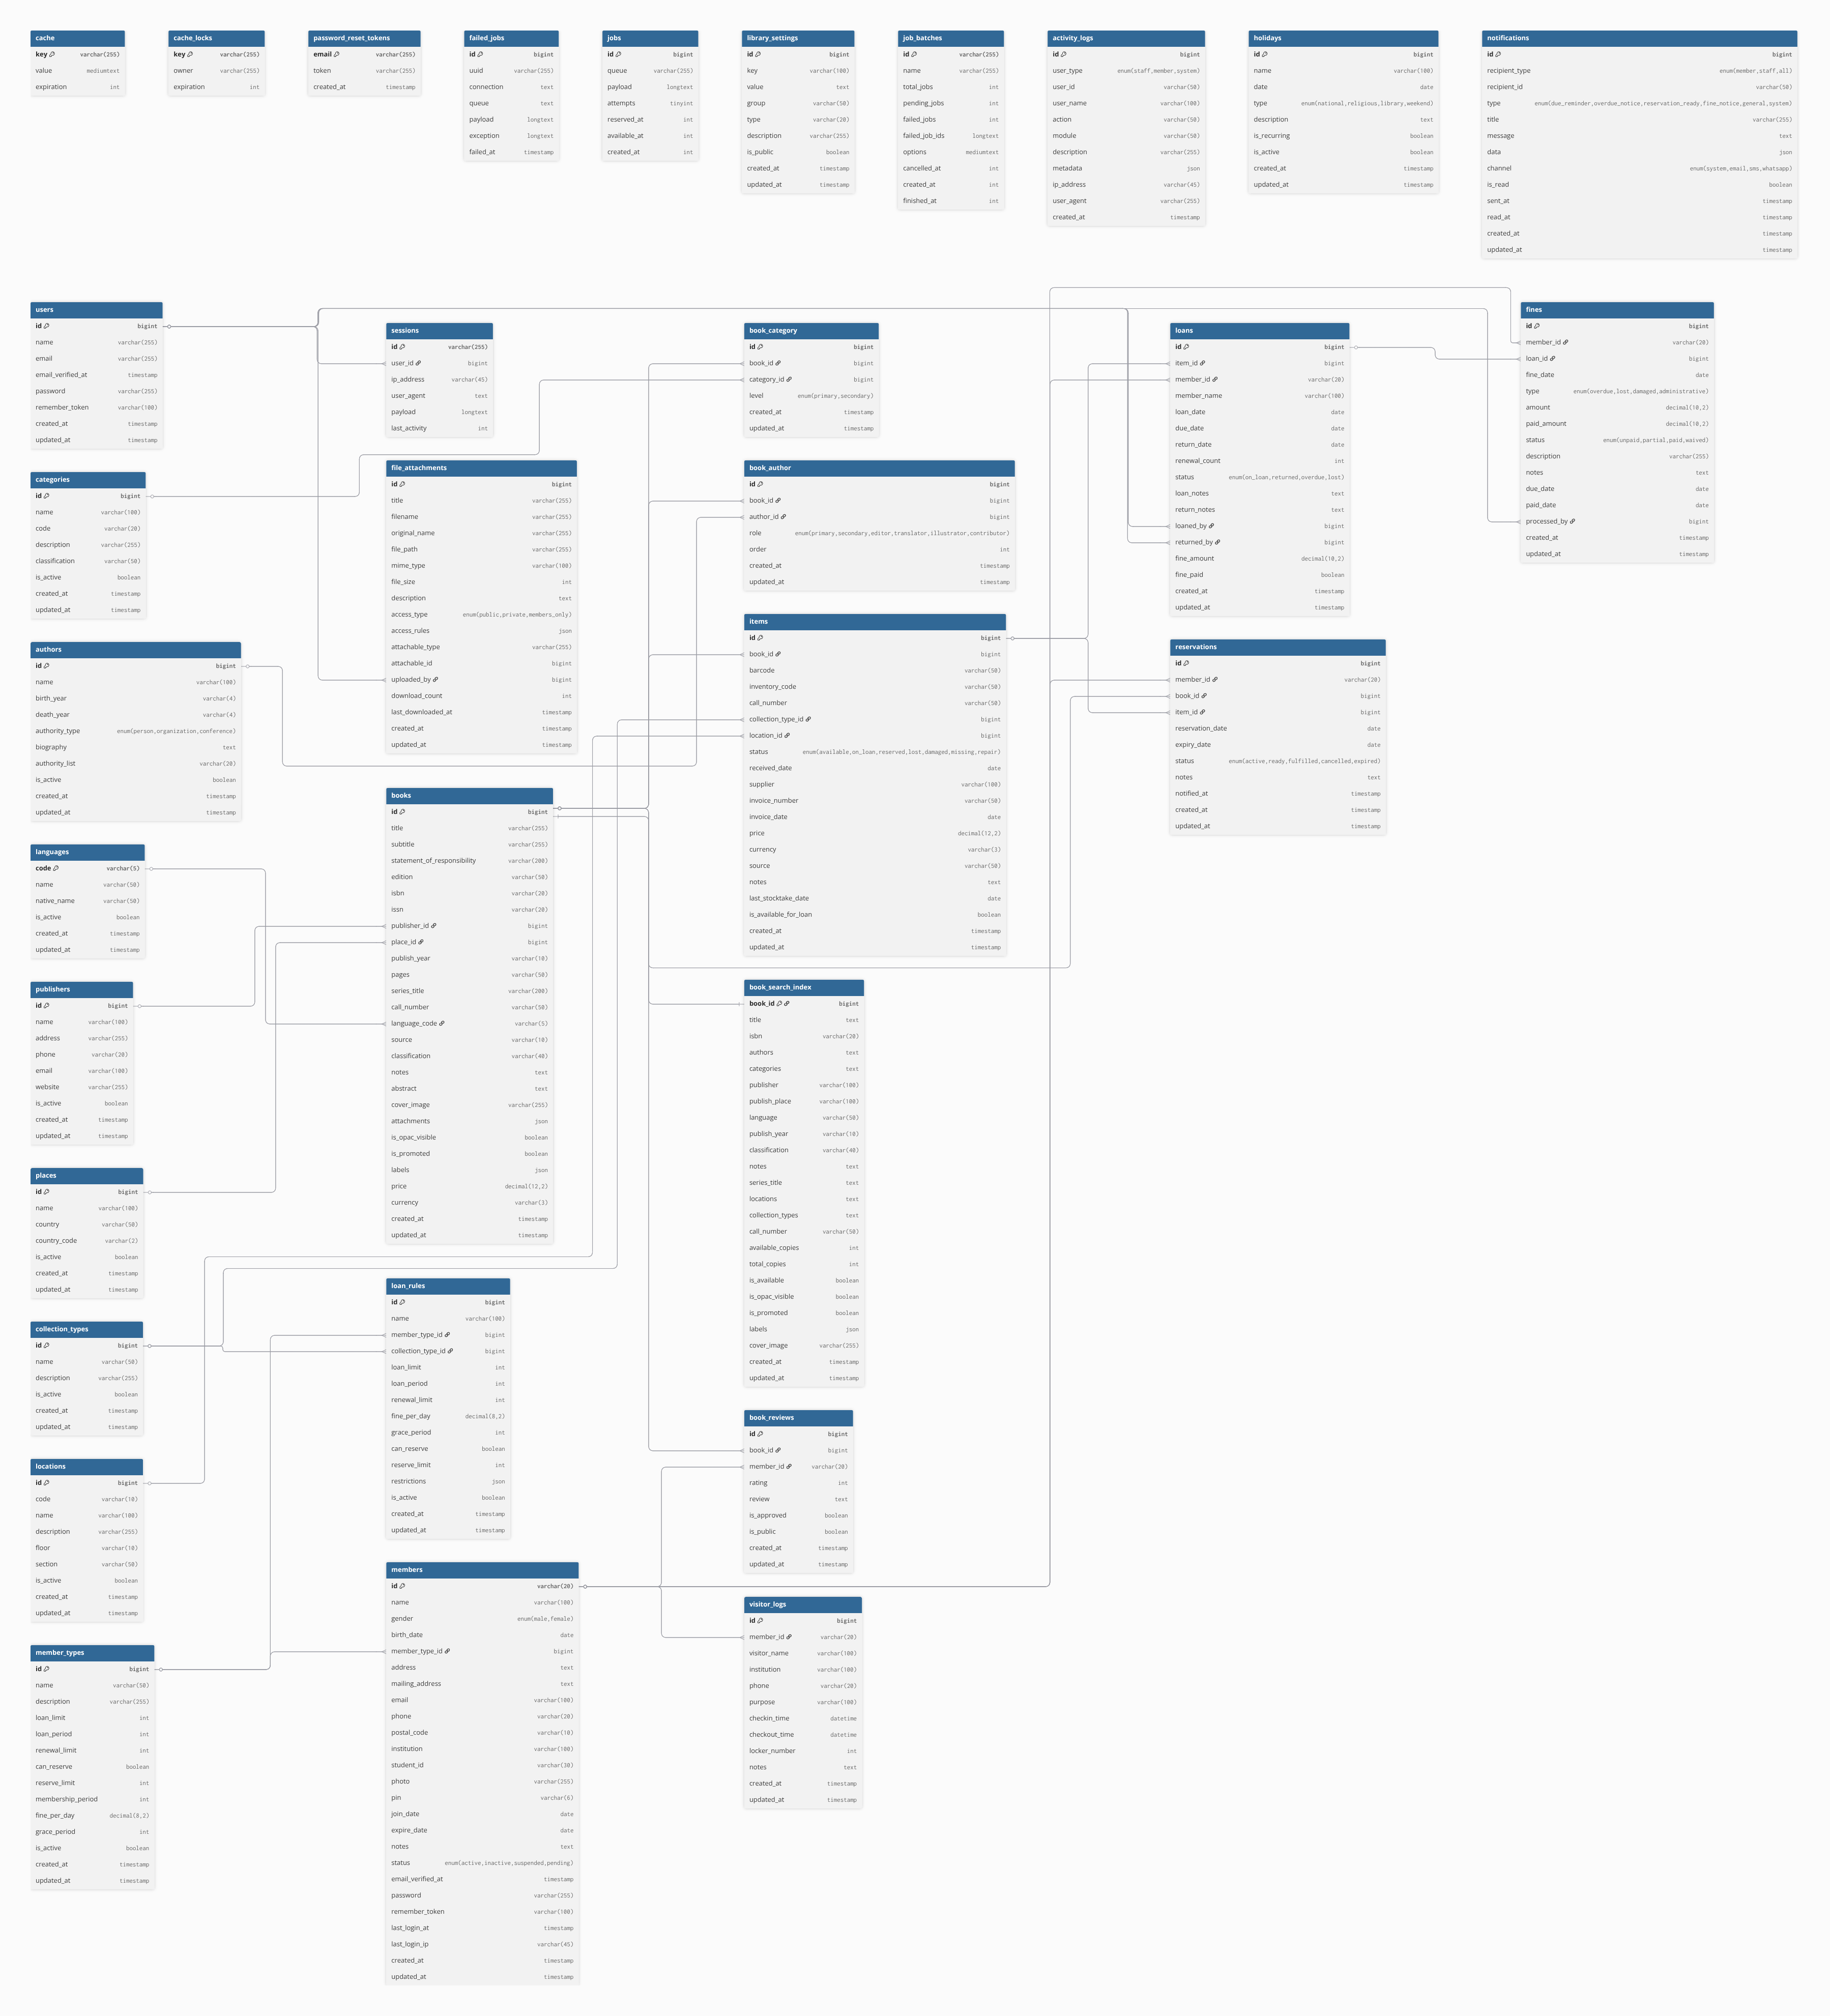 cache
key varchar(255)
value mediumtext
expiration int
cache_locks
key varchar(255)
owner varchar(255)
expiration int
password_reset_tokens
email varchar(255)
token varchar(255)
created_at timestamp
failed_jobs
id bigint
uuid varchar(255)
connection text
queue text
payload longtext
exception longtext
failed_at timestamp
jobs
id bigint
queue varchar(255)
payload longtext
attempts tinyint
reserved_at int
available_at int
created_at int
library_settings
id bigint
key varchar(100)
value text
group varchar(50)
type varchar(20)
description varchar(255)
is_public boolean
created_at timestamp
updated_at timestamp
job_batches
id varchar(255)
name varchar(255)
total_jobs int
pending_jobs int
failed_jobs int
failed_job_ids longtext
options mediumtext
cancelled_at int
created_at int
finished_at int
activity_logs
id bigint
user_type enum(staff,member,system)
user_id varchar(50)
user_name varchar(100)
action varchar(50)
module varchar(50)
description varchar(255)
metadata json
ip_address varchar(45)
user_agent varchar(255)
created_at timestamp
holidays
id bigint
name varchar(100)
date date
type enum(national,religious,library,weekend)
description text
is_recurring boolean
is_active boolean
created_at timestamp
updated_at timestamp
notifications
id bigint
recipient_type enum(member,staff,all)
recipient_id varchar(50)
type enum(due_reminder,overdue_notice,reservation_ready,fine_notice,general,system)
title varchar(255)
message text
data json
channel enum(system,email,sms,whatsapp)
is_read boolean
sent_at timestamp
read_at timestamp
created_at timestamp
updated_at timestamp
users
id bigint
name varchar(255)
email varchar(255)
email_verified_at timestamp
password varchar(255)
remember_token varchar(100)
created_at timestamp
updated_at timestamp
categories
id bigint
name varchar(100)
code varchar(20)
description varchar(255)
classification varchar(50)
is_active boolean
created_at timestamp
updated_at timestamp
authors
id bigint
name varchar(100)
birth_year varchar(4)
death_year varchar(4)
authority_type enum(person,organization,conference)
biography text
authority_list varchar(20)
is_active boolean
created_at timestamp
updated_at timestamp
languages
code varchar(5)
name varchar(50)
native_name varchar(50)
is_active boolean
created_at timestamp
updated_at timestamp
publishers
id bigint
name varchar(100)
address varchar(255)
phone varchar(20)
email varchar(100)
website varchar(255)
is_active boolean
created_at timestamp
updated_at timestamp
places
id bigint
name varchar(100)
country varchar(50)
country_code varchar(2)
is_active boolean
created_at timestamp
updated_at timestamp
collection_types
id bigint
name varchar(50)
description varchar(255)
is_active boolean
created_at timestamp
updated_at timestamp
locations
id bigint
code varchar(10)
name varchar(100)
description varchar(255)
floor varchar(10)
section varchar(50)
is_active boolean
created_at timestamp
updated_at timestamp
member_types
id bigint
name varchar(50)
description varchar(255)
loan_limit int
loan_period int
renewal_limit int
can_reserve boolean
reserve_limit int
membership_period int
fine_per_day decimal(8,2)
grace_period int
is_active boolean
created_at timestamp
updated_at timestamp
sessions
id varchar(255)
user_id bigint
ip_address varchar(45)
user_agent text
payload longtext
last_activity int
file_attachments
id bigint
title varchar(255)
filename varchar(255)
original_name varchar(255)
file_path varchar(255)
mime_type varchar(100)
file_size int
description text
access_type enum(public,private,members_only)
access_rules json
attachable_type varchar(255)
attachable_id bigint
uploaded_by bigint
download_count int
last_downloaded_at timestamp
created_at timestamp
updated_at timestamp
books
id bigint
title varchar(255)
subtitle varchar(255)
statement_of_responsibility varchar(200)
edition varchar(50)
isbn varchar(20)
issn varchar(20)
publisher_id bigint
place_id bigint
publish_year varchar(10)
pages varchar(50)
series_title varchar(200)
call_number varchar(50)
language_code varchar(5)
source varchar(10)
classification varchar(40)
notes text
abstract text
cover_image varchar(255)
attachments json
is_opac_visible boolean
is_promoted boolean
labels json
price decimal(12,2)
currency varchar(3)
created_at timestamp
updated_at timestamp
loan_rules
id bigint
name varchar(100)
member_type_id bigint
collection_type_id bigint
loan_limit int
loan_period int
renewal_limit int
fine_per_day decimal(8,2)
grace_period int
can_reserve boolean
reserve_limit int
restrictions json
is_active boolean
created_at timestamp
updated_at timestamp
members
id varchar(20)
name varchar(100)
gender enum(male,female)
birth_date date
member_type_id bigint
address text
mailing_address text
email varchar(100)
phone varchar(20)
postal_code varchar(10)
institution varchar(100)
student_id varchar(30)
photo varchar(255)
pin varchar(6)
join_date date
expire_date date
notes text
status enum(active,inactive,suspended,pending)
email_verified_at timestamp
password varchar(255)
remember_token varchar(100)
last_login_at timestamp
last_login_ip varchar(45)
created_at timestamp
updated_at timestamp
book_category
id bigint
book_id bigint
category_id bigint
level enum(primary,secondary)
created_at timestamp
updated_at timestamp
book_author
id bigint
book_id bigint
author_id bigint
role enum(primary,secondary,editor,translator,illustrator,contributor)
order int
created_at timestamp
updated_at timestamp
items
id bigint
book_id bigint
barcode varchar(50)
inventory_code varchar(50)
call_number varchar(50)
collection_type_id bigint
location_id bigint
status enum(available,on_loan,reserved,lost,damaged,missing,repair)
received_date date
supplier varchar(100)
invoice_number varchar(50)
invoice_date date
price decimal(12,2)
currency varchar(3)
source varchar(50)
notes text
last_stocktake_date date
is_available_for_loan boolean
created_at timestamp
updated_at timestamp
book_search_index
book_id bigint
title text
isbn varchar(20)
authors text
categories text
publisher varchar(100)
publish_place varchar(100)
language varchar(50)
publish_year varchar(10)
classification varchar(40)
notes text
series_title text
locations text
collection_types text
call_number varchar(50)
available_copies int
total_copies int
is_available boolean
is_opac_visible boolean
is_promoted boolean
labels json
cover_image varchar(255)
created_at timestamp
updated_at timestamp
book_reviews
id bigint
book_id bigint
member_id varchar(20)
rating int
review text
is_approved boolean
is_public boolean
created_at timestamp
updated_at timestamp
visitor_logs
id bigint
member_id varchar(20)
visitor_name varchar(100)
institution varchar(100)
phone varchar(20)
purpose varchar(100)
checkin_time datetime
checkout_time datetime
locker_number int
notes text
created_at timestamp
updated_at timestamp
loans
id bigint
item_id bigint
member_id varchar(20)
member_name varchar(100)
loan_date date
due_date date
return_date date
renewal_count int
status enum(on_loan,returned,overdue,lost)
loan_notes text
return_notes text
loaned_by bigint
returned_by bigint
fine_amount decimal(10,2)
fine_paid boolean
created_at timestamp
updated_at timestamp
reservations
id bigint
member_id varchar(20)
book_id bigint
item_id bigint
reservation_date date
expiry_date date
status enum(active,ready,fulfilled,cancelled,expired)
notes text
notified_at timestamp
created_at timestamp
updated_at timestamp
fines
id bigint
member_id varchar(20)
loan_id bigint
fine_date date
type enum(overdue,lost,damaged,administrative)
amount decimal(10,2)
paid_amount decimal(10,2)
status enum(unpaid,partial,paid,waived)
description varchar(255)
notes text
due_date date
paid_date date
processed_by bigint
created_at timestamp
updated_at timestamp